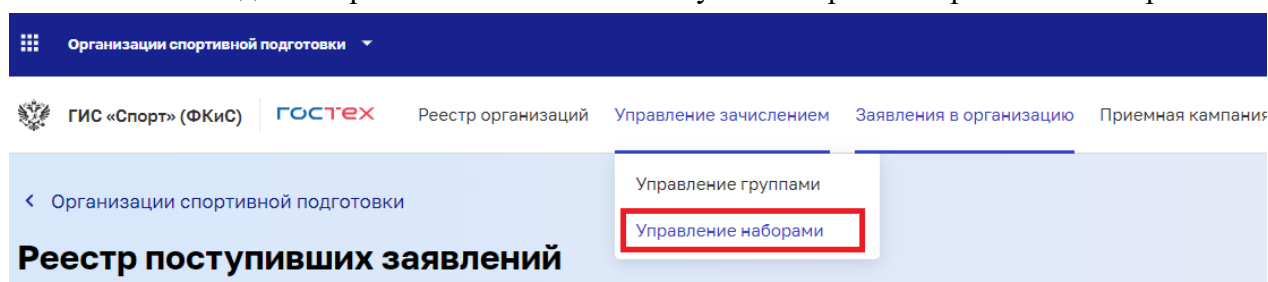 Организации спортивной подготовки
ГИС «Спорт» (ФКиС) ГОСТЕХ Реестр организаций Управление зачислением Заявления в организацию Приемная кампания
Управление группами
Организации спортивной подготовки
Управление наборами
Реестр поступивших заявлений